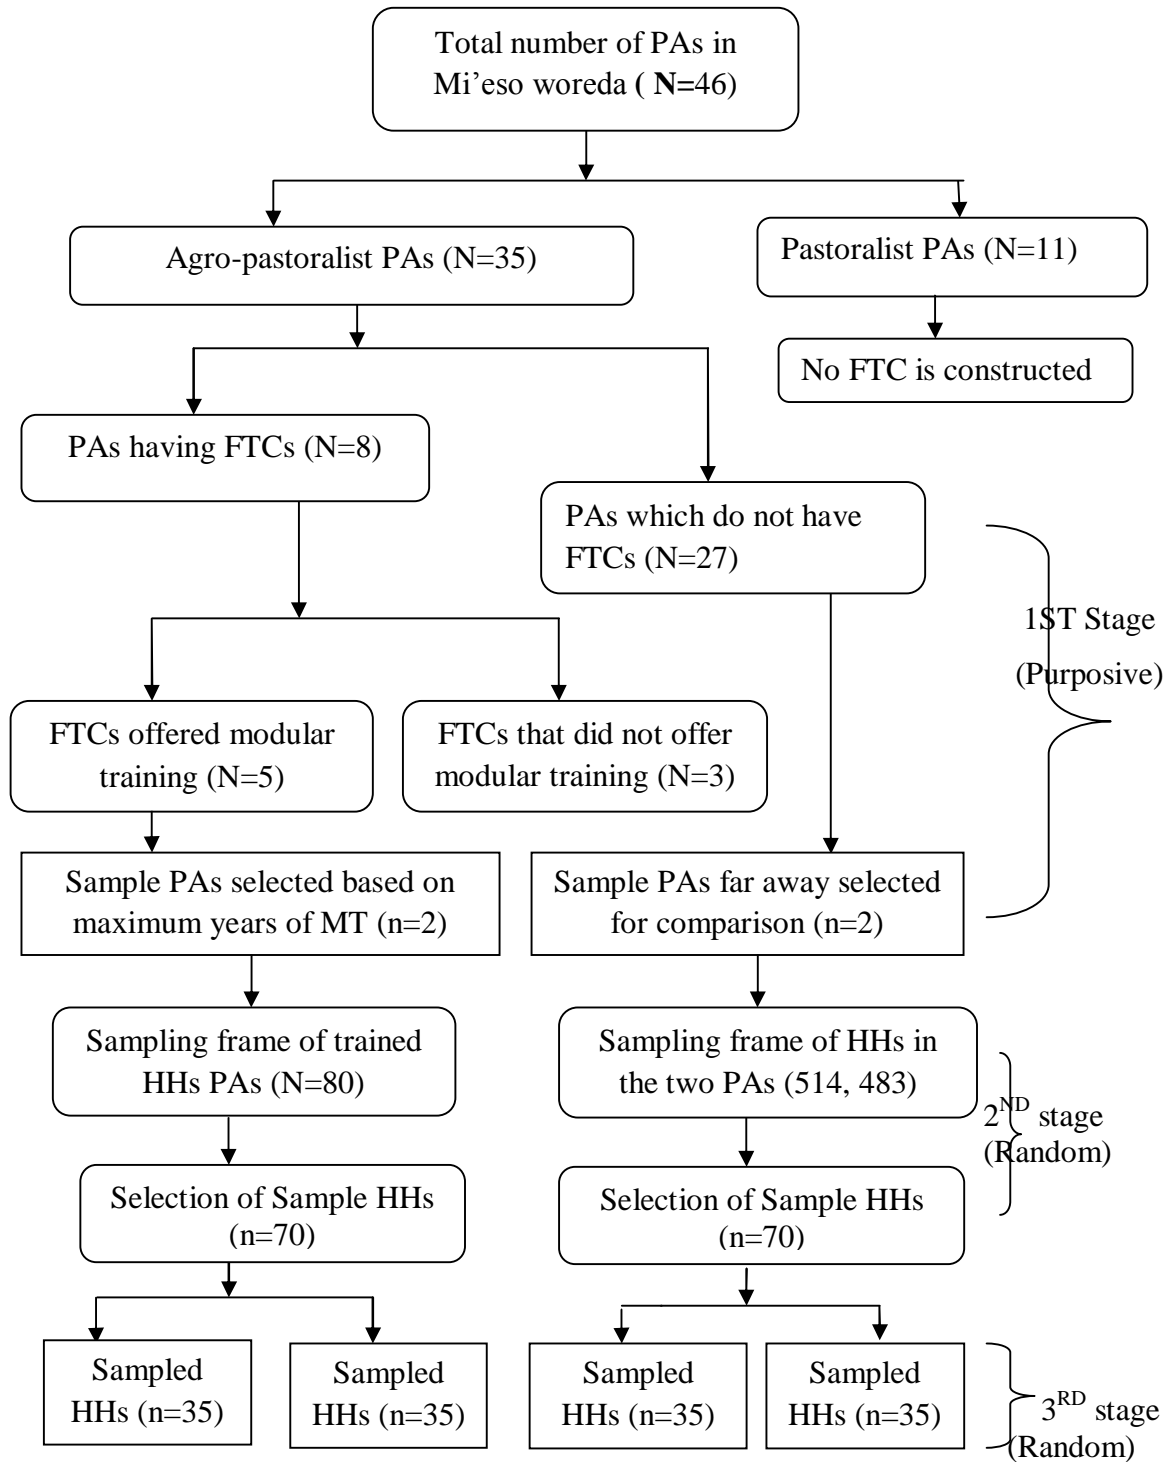 Total number of PAs in
Mi’eso woreda ( N=46)
Agro-pastoralist PAs (N=35)
Pastoralist PAs (N=11)
No FTC is constructed
PAs having FTCs (N=8)
PAs which do not have
FTCs (N=27)
1ST Stage
(Purposive)
FTCs offered modular
training (N=5)
FTCs that did not offer
modular training (N=3)
Sample PAs selected based on
maximum years of MT (n=2)
Sample PAs far away selected
for comparison (n=2)
Sampling frame of trained
HHs PAs (N=80)
Sampling frame of HHs in
the two PAs (514, 483)
2ND stage
(Random)
Selection of Sample HHs
(n=70)
Selection of Sample HHs
(n=70)
Sampled
HHs (n=35)
Sampled
HHs (n=35)
Sampled
HHs (n=35)
Sampled
HHs (n=35)
3RD stage
(Random)